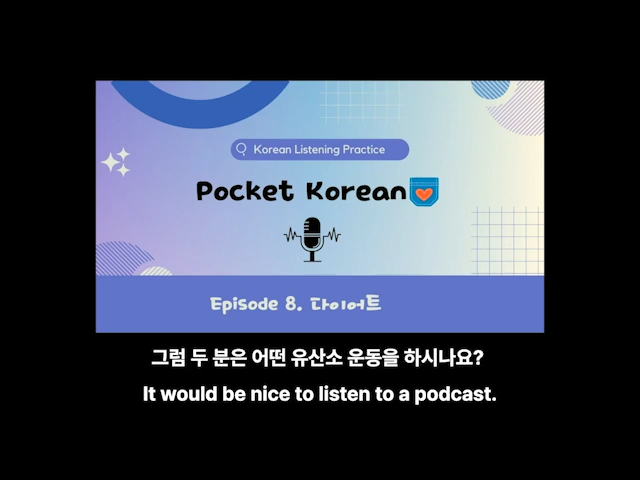 Korean Listening Practice
Pocket Korean
Episode 8. 다이어트
그럼 두 분은 어떤 유산소 운동을 하시나요?
It would be nice to listen to a podcast.